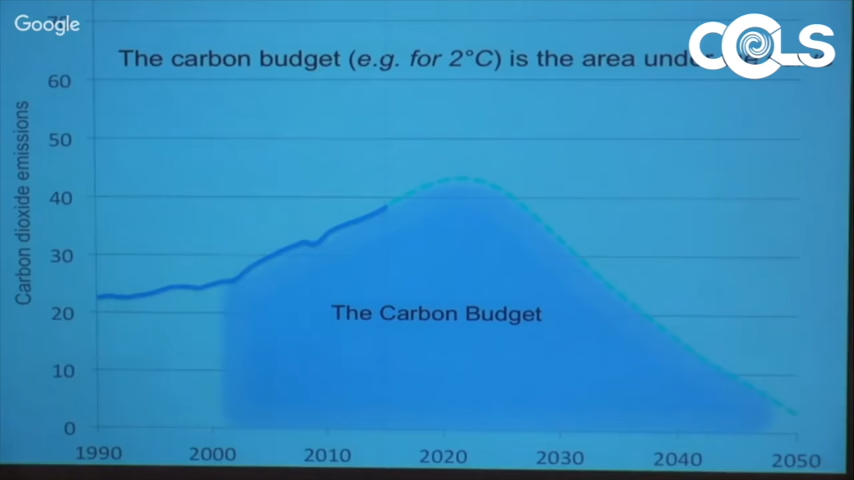 Google
The carbon budget (e.g. for 2°C) is the area
CCLS
60
50
40
30
20
10
0
Carbon dioxide emissions
The Carbon Budget
1990 2000 2010 2020 2030 2040 2050